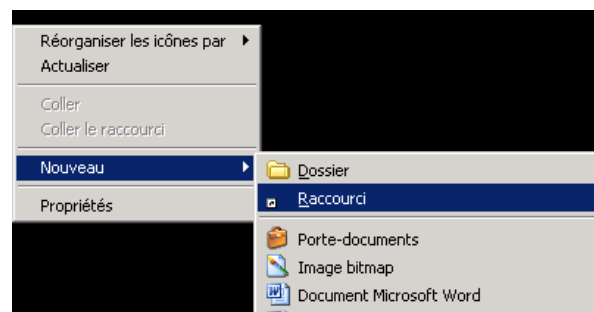 Réorganiser les icônes par
Actualiser
Coller
Coller le raccourci
Nouveau
Propriétés
Dossier
Raccourci
Porte-documents
Image bitmap
Document Microsoft Word